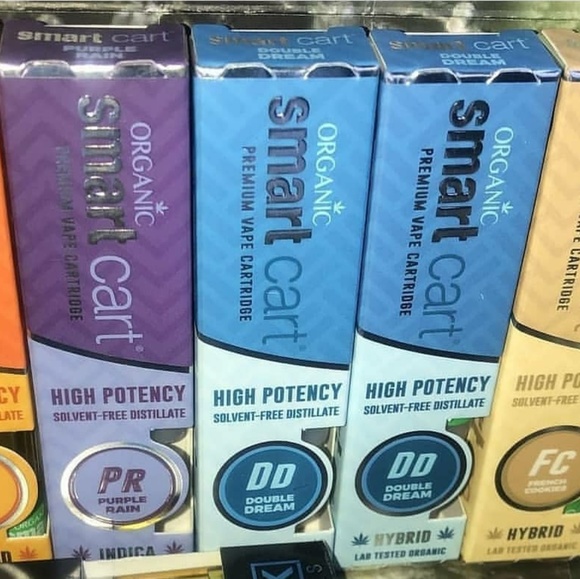 smart cart
PURPLE
RAIN
ORGANIC
smart cart
PREMIUM VAPE CARTRIDGE
HIGH POTENCY
SOLVENT-FREE DISTILLATE
PR
PURPLE
RAIN
INDICA
smart cart
DOUBLE
DREAM
ORGANIC
smart cart®
PREMIUM VAPE CARTRIDGE
HIGH POTENCY
SOLVENT-FREE DISTILLATE
DD
DOUBLE
DREAM
smart cart
DOUBLE
DREAM
ORGANIC
smart cart
PREMIUM VAPE CARTRIDGE
HIGH POTENCY
SOLVENT-FREE DISTILLATE
DD
DOUBLE
DREAM
HYBRID
LAB TESTED ORGANIC
CARTRIDGE
HIGH PO
SOLVENT-FREE
FC
FRENCH
COOKIES
HYBRID
LAB TESTED ORGANIC